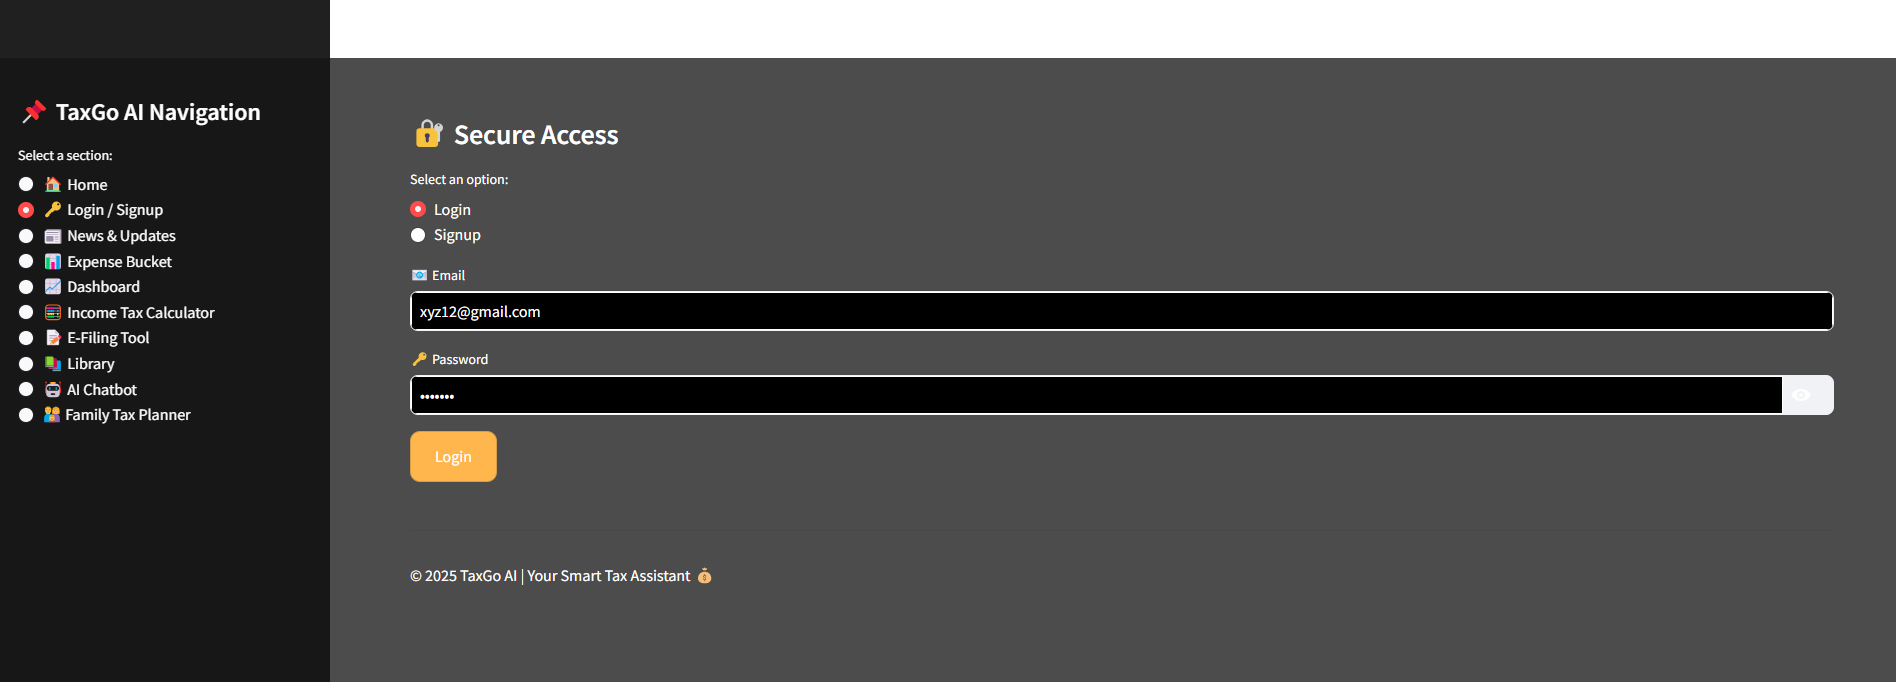 TaxGo AI Navigation
Select a section:
Home
Login / Signup
News & Updates
Expense Bucket
Dashboard
Income Tax Calculator
E-Filing Tool
Library
AI Chatbot
Family Tax Planner
Secure Access
Select an option:
Login
Signup
Email
xyz12@gmail.com
Password
•••••••
Login
© 2025 TaxGo AI | Your Smart Tax Assistant